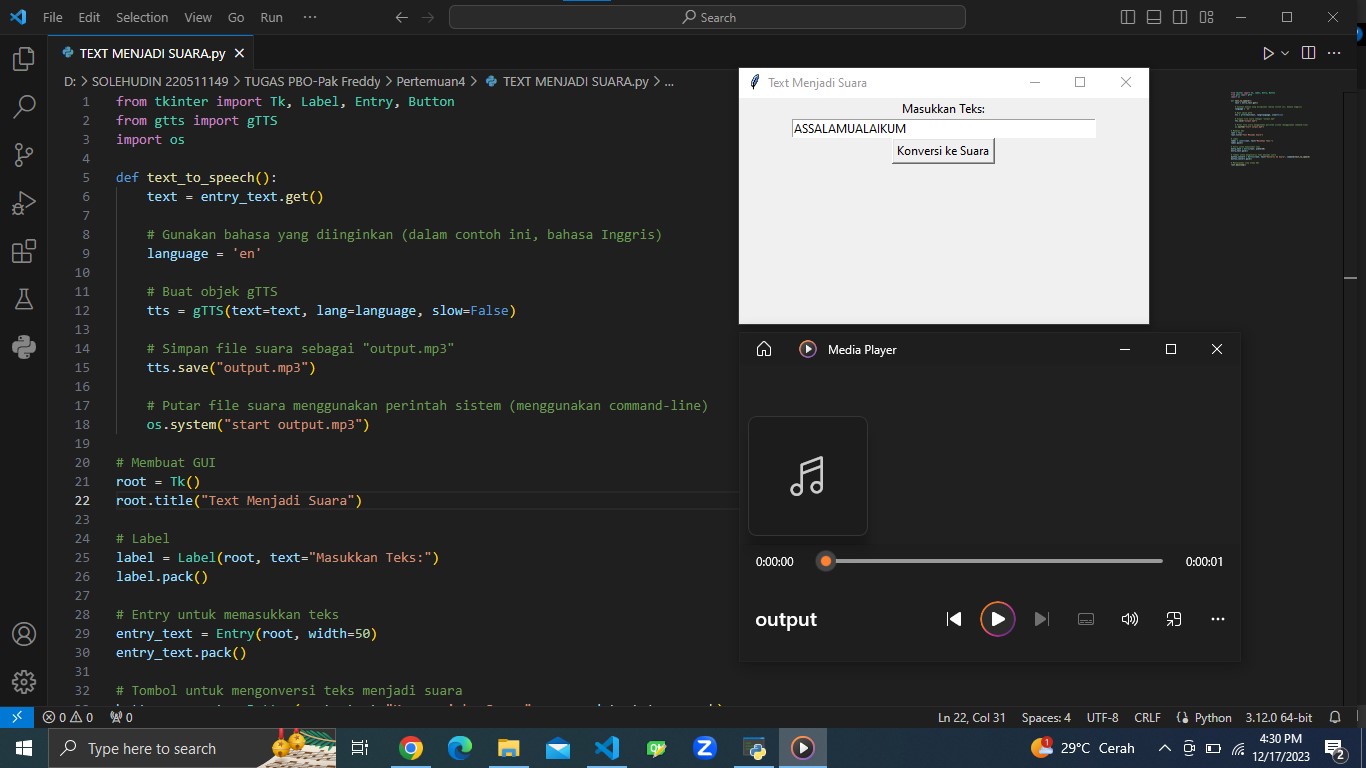 File Edit Selection View Go Run ··· Search
TEXT MENJADI SUARA.py
D: > SOLEHUDIN 220511149 > TUGAS PBO-Pak Freddy > Pertemuan4 > TEXT MENJADI SUARA.py > ...
1 from tkinter import Tk, Label, Entry, Button
2 from gtts import gTTS
3 import os
4
5 def text_to_speech():
6 text = entry_text.get()
7
8 # Gunakan bahasa yang diinginkan (dalam contoh ini, bahasa Inggris)
9 language = 'en'
10
11 # Buat objek gTTS
12 tts = gTTS(text=text, lang=language, slow=False)
13
14 # Simpan file suara sebagai "output.mp3"
15 tts.save("output.mp3")
16
17 # Putar file suara menggunakan perintah sistem (menggunakan command-line)
18 os.system("start output.mp3")
19
20 # Membuat GUI
21 root = Tk()
22 root.title("Text Menjadi Suara")
23
24 # Label
25 label = Label(root, text="Masukkan Teks:")
26 label.pack()
27
28 # Entry untuk memasukkan teks
29 entry_text = Entry(root, width=50)
30 entry_text.pack()
31
32 # Tombol untuk mengonversi teks menjadi suara
Text Menjadi Suara
Masukkan Teks:
ASSALAMUALAIKUM
Konversi ke Suara
Media Player
0:00:00 0:00:01
output
0 0 0 Ln 22, Col 31 Spaces: 4 UTF-8 CRLF Python 3.12.0 64-bit
Type here to search 1 29°C Cerah 4:30 PM
12/17/2023 2